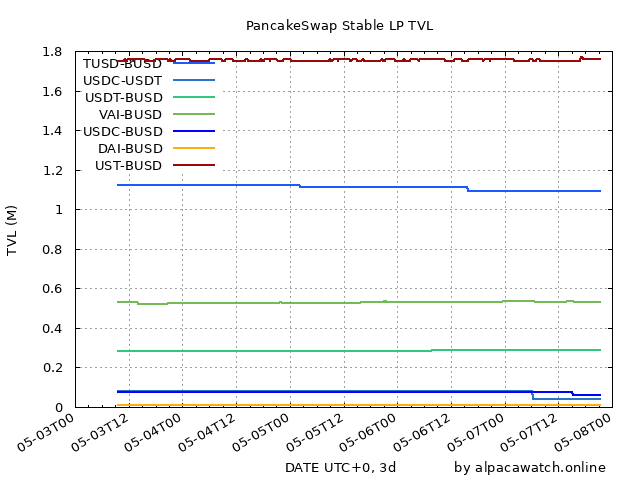 PancakeSwap Stable LP TVL
1.8
1.6
1.4
1.2
1
0.8
0.6
0.4
0.2
0
TVL (M)
TUSD-BUSD
USDC-USDT
USDT-BUSD
VAI-BUSD
USDC-BUSD
DAI-BUSD
UST-BUSD
05-03T00
05-03T12
05-04T00
05-04T12
05-05T00
05-05T12
05-06T00
05-06T12
05-07T00
05-07T12
05-08T00
DATE UTC+0, 3d
by alpacawatch.online